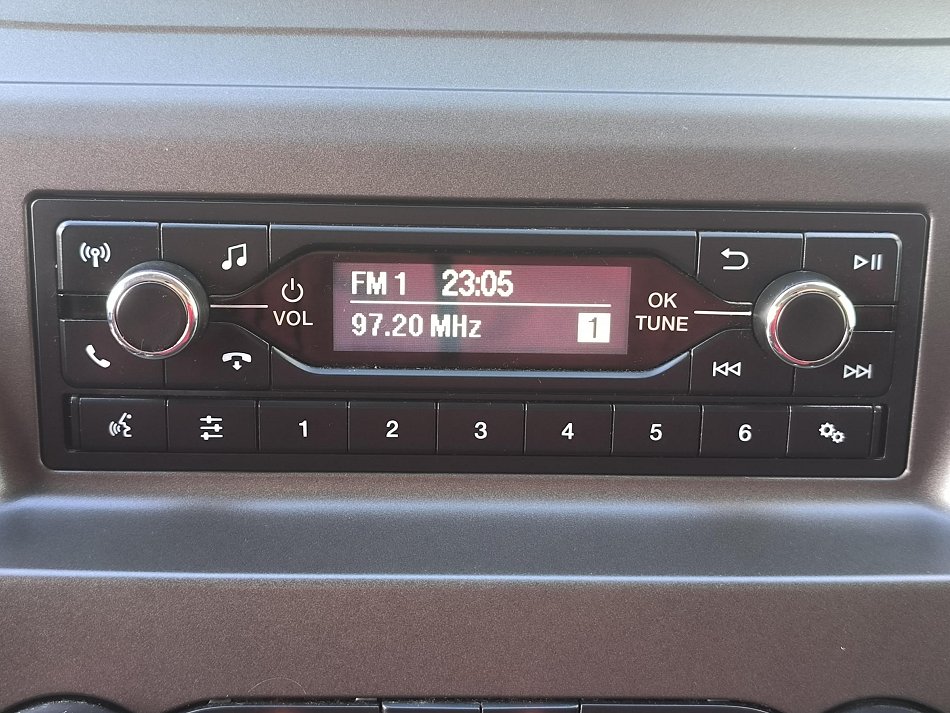 FM 1 23:05
97.20 MHz 1
VOL
OK
TUNE
1 2 3 4 5 6